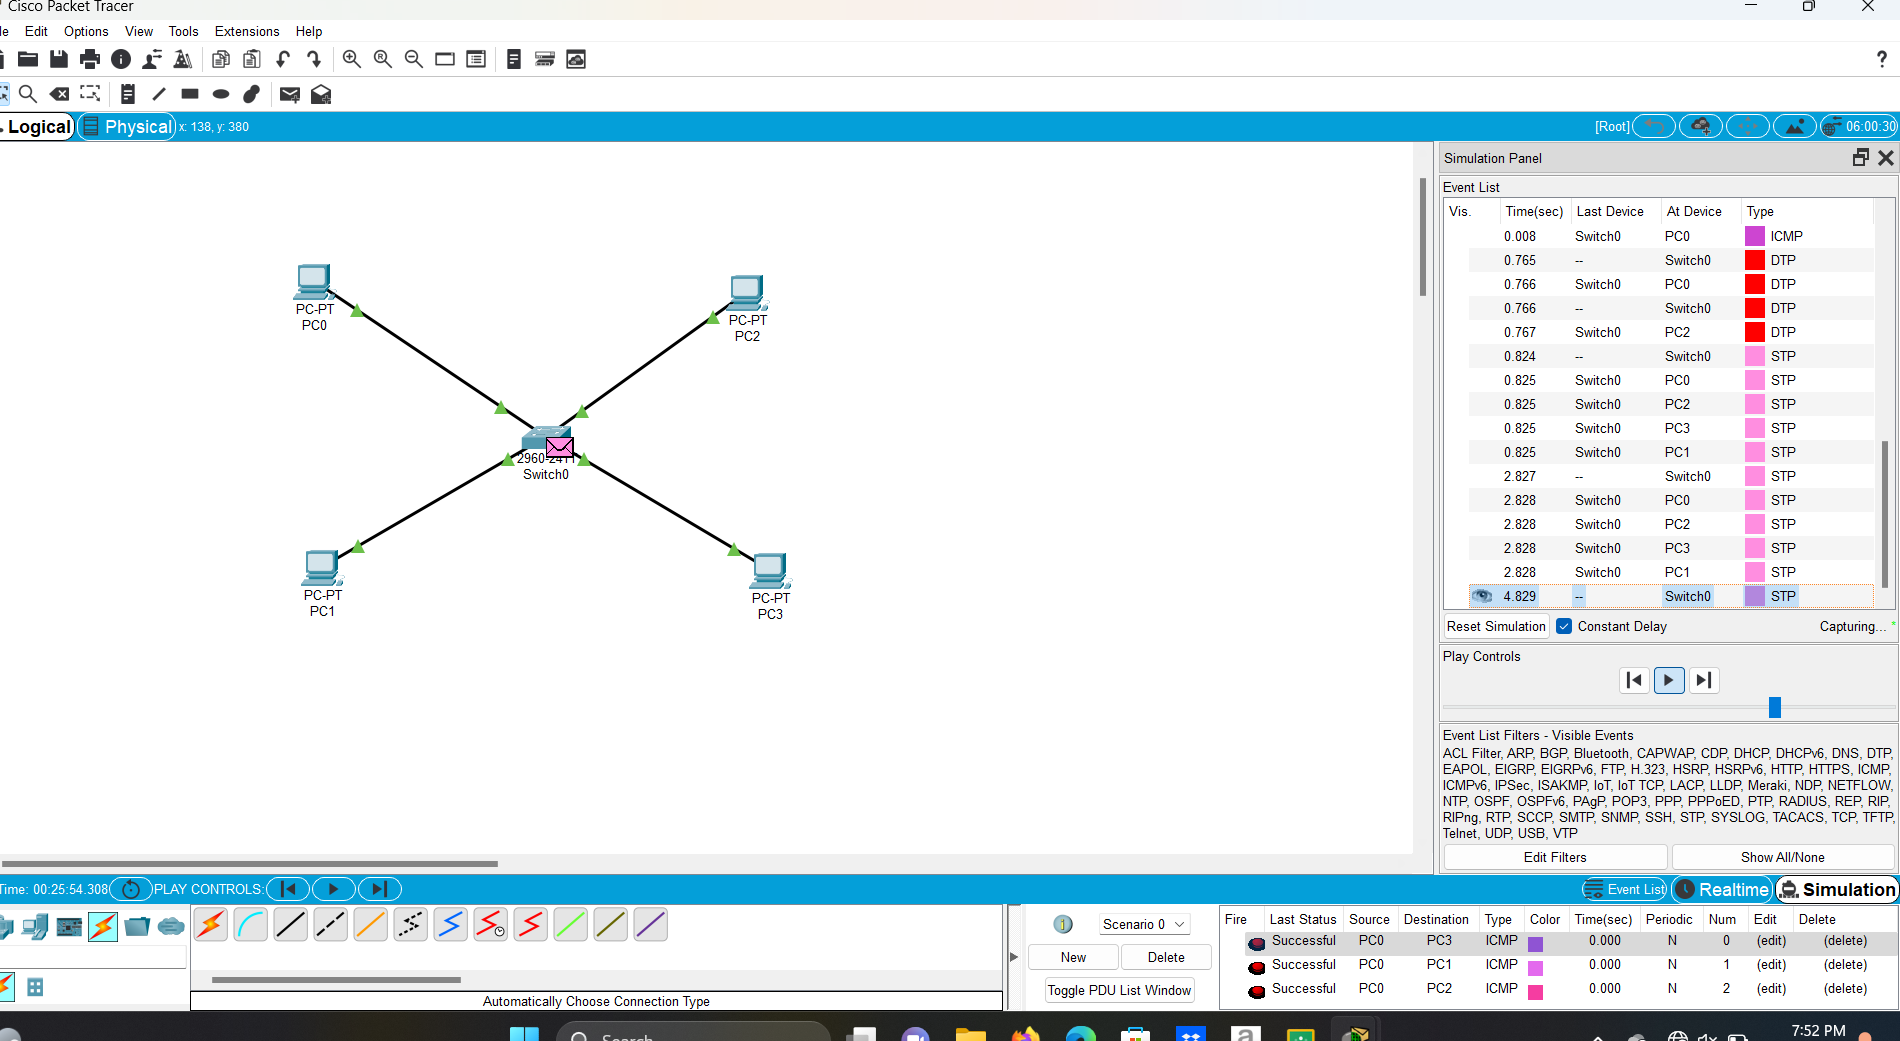 Cisco Packet Tracer
Edit Options View Tools Extensions Help
?
Logical Physical x: 138, y: 380 [Root] 06:00:30
Simulation Panel
Event List
Vis. Time(sec) Last Device At Device Type
0.008 Switch0 PC0 ICMP
0.765 -- Switch0 DTP
0.766 Switch0 PC0 DTP
0.766 -- Switch0 DTP
0.767 Switch0 PC2 DTP
0.824 -- Switch0 STP
0.825 Switch0 PC0 STP
0.825 Switch0 PC2 STP
0.825 Switch0 PC3 STP
0.825 Switch0 PC1 STP
2.827 -- Switch0 STP
2.828 Switch0 PC0 STP
2.828 Switch0 PC2 STP
2.828 Switch0 PC3 STP
2.828 Switch0 PC1 STP
4.829 -- Switch0 STP
PC-PT
PC0
PC-PT
PC2
Switch0
PC-PT
PC1
PC-PT
PC3
Reset Simulation Constant Delay Capturing... *
Play Controls
Event List Filters - Visible Events
ACL Filter, ARP, BGP, Bluetooth, CAPWAP, CDP, DHCP, DHCPv6, DNS, DTP,
EAPOL, EIGRP, EIGRPv6, FTP, H.323, HSRP, HSRPv6, HTTP, HTTPS, ICMP,
ICMPv6, IPSec, ISAKMP, IoT, IoT TCP, LACP, LLDP, Meraki, NDP, NETFLOW,
NTP, OSPF, OSPFv6, PAgP, POP3, PPP, PPPoED, PTP, RADIUS, REP, RIP,
RIPng, RTP, SCCP, SMTP, SNMP, SSH, STP, SYSLOG, TACACS, TCP, TFTP,
Telnet, UDP, USB, VTP
Edit Filters Show All/None
Time: 00:25:54.308 PLAY CONTROLS: Event List Realtime Simulation
Scenario 0
New Delete
Toggle PDU List Window
Fire Last Status Source Destination Type Color Time(sec) Periodic Num Edit Delete
Successful PC0 PC3 ICMP 0.000 N 0 (edit) (delete)
Successful PC0 PC1 ICMP 0.000 N 1 (edit) (delete)
Successful PC0 PC2 ICMP 0.000 N 2 (edit) (delete)
Automatically Choose Connection Type
Search
7:52 PM